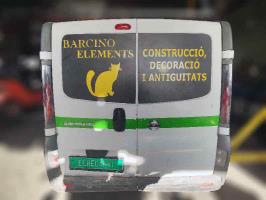 BARCINO
ELEMENTS
CONSTRUCCIÓ,
DECORACIÓ
I ANTIGUITATS